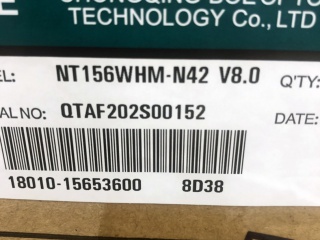 TECHNOLOGY Co., LTD
EL: NT156WHM-N42 V8.0 Q'TY:
AL NO: QTAF202S00152 DATE:
18010-15653600 8D38